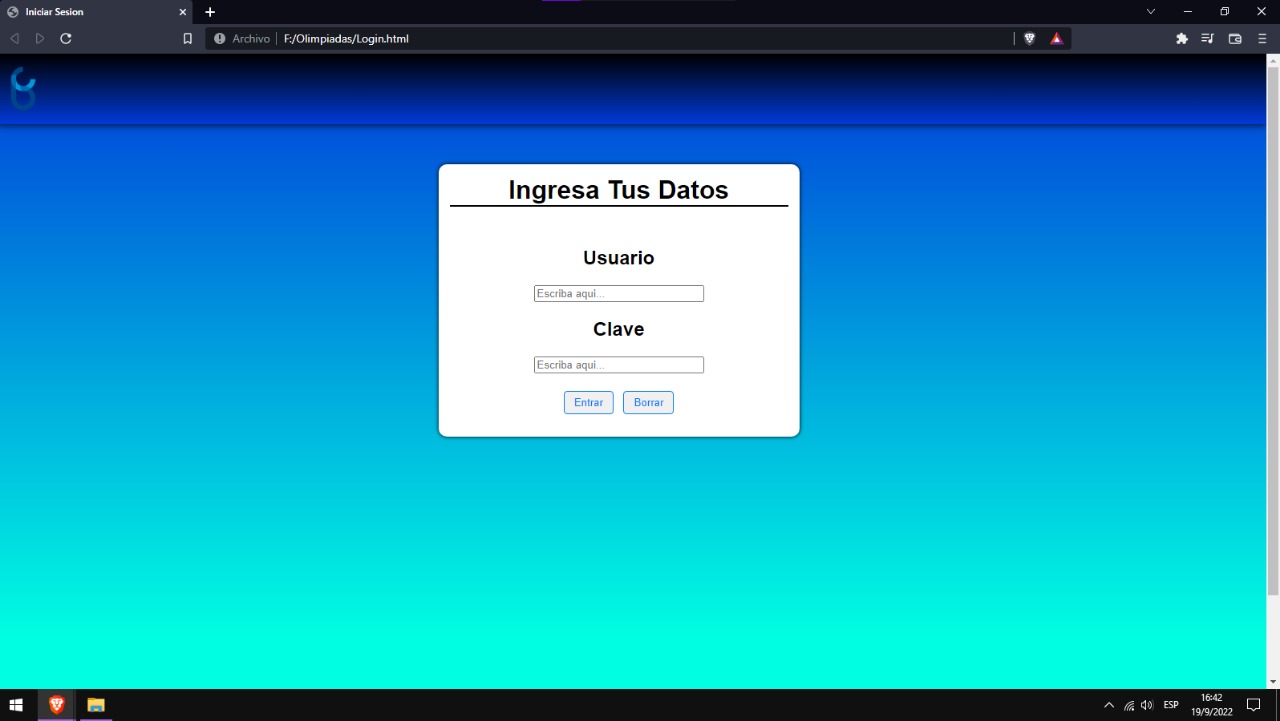 Iniciar Sesion
Archivo F:/Olimpiadas/Login.html
Ingresa Tus Datos
Usuario
Escriba aqui...
Clave
Escriba aqui...
Entrar Borrar
ESP
16:42
19/9/2022